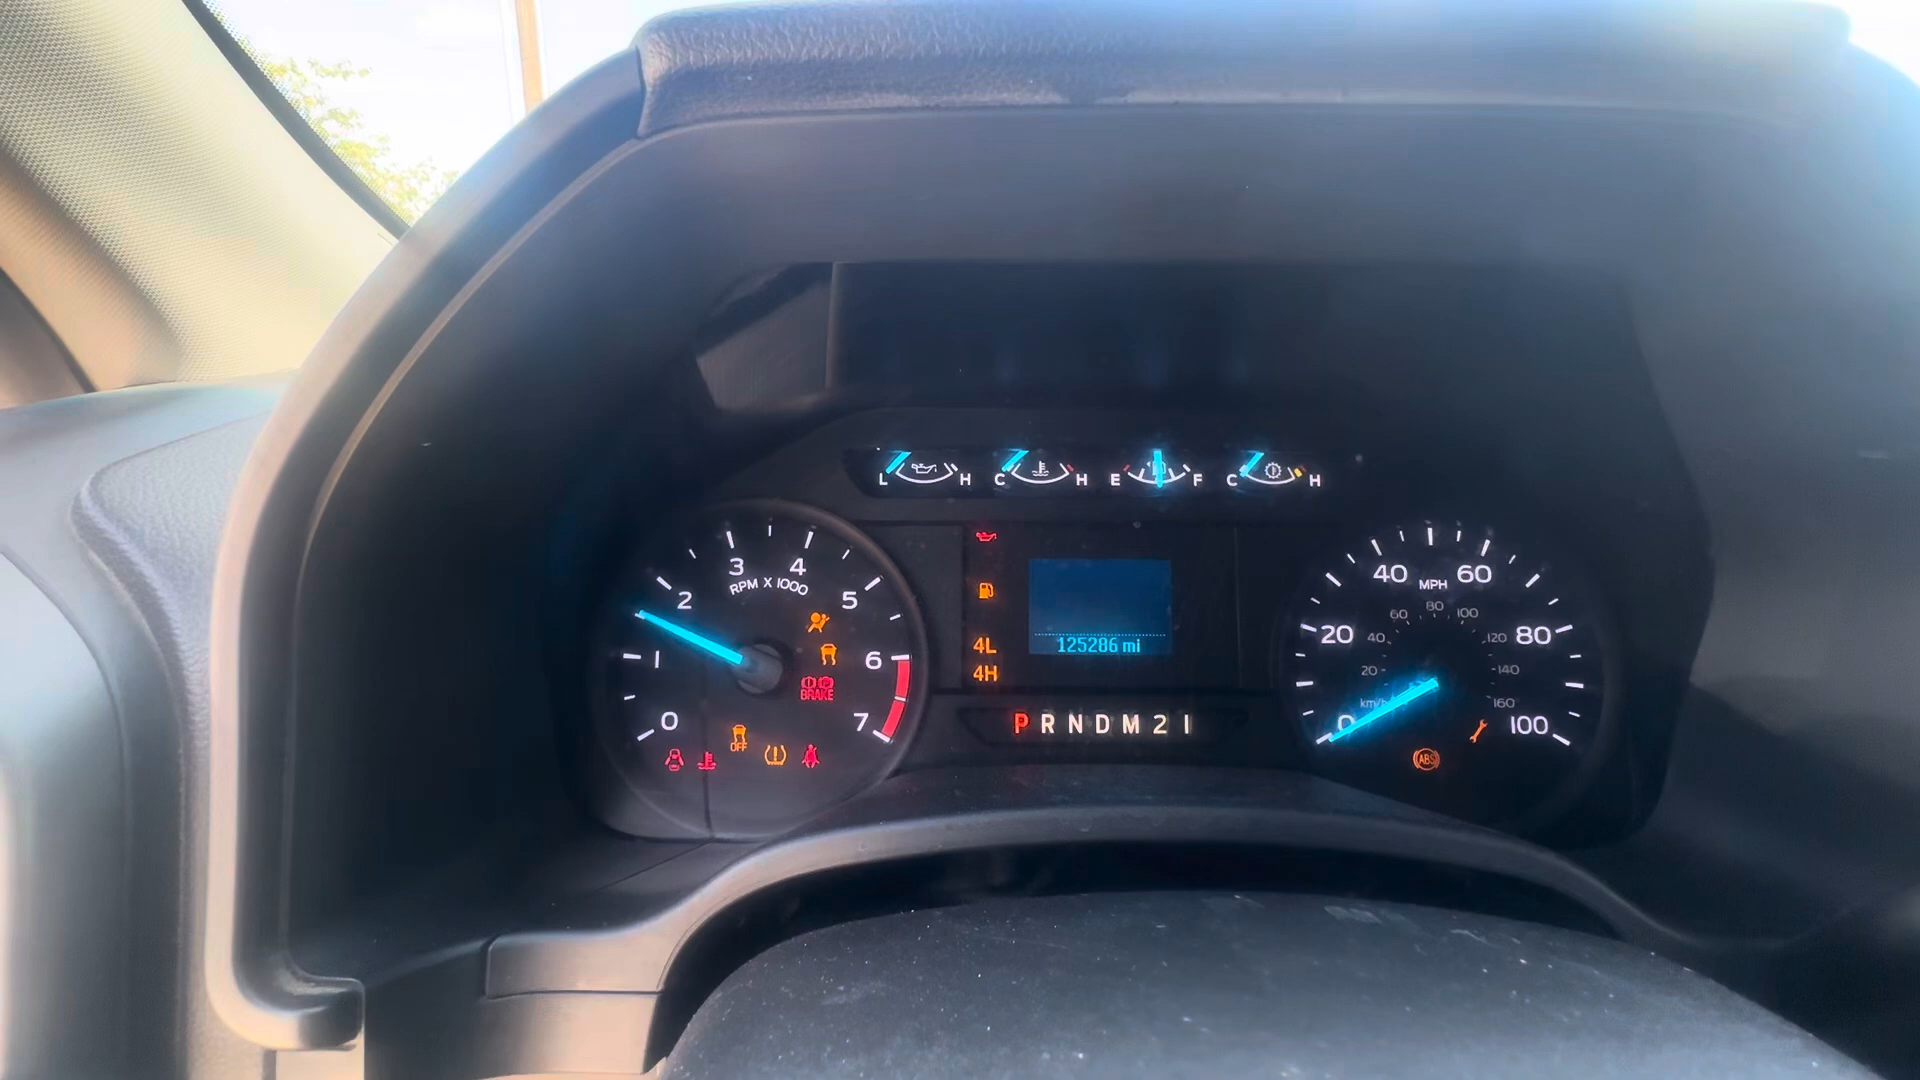 L H C H E F C H
0 1 2 3 4 5 6 7
RPM X 1000
BRAKE
OFF
4L
4H
125286 mi
P R N D M 2 1
0 20 40 60 80 100
MPH
20 40 60 80 100 120 140 160
km/h
ABS